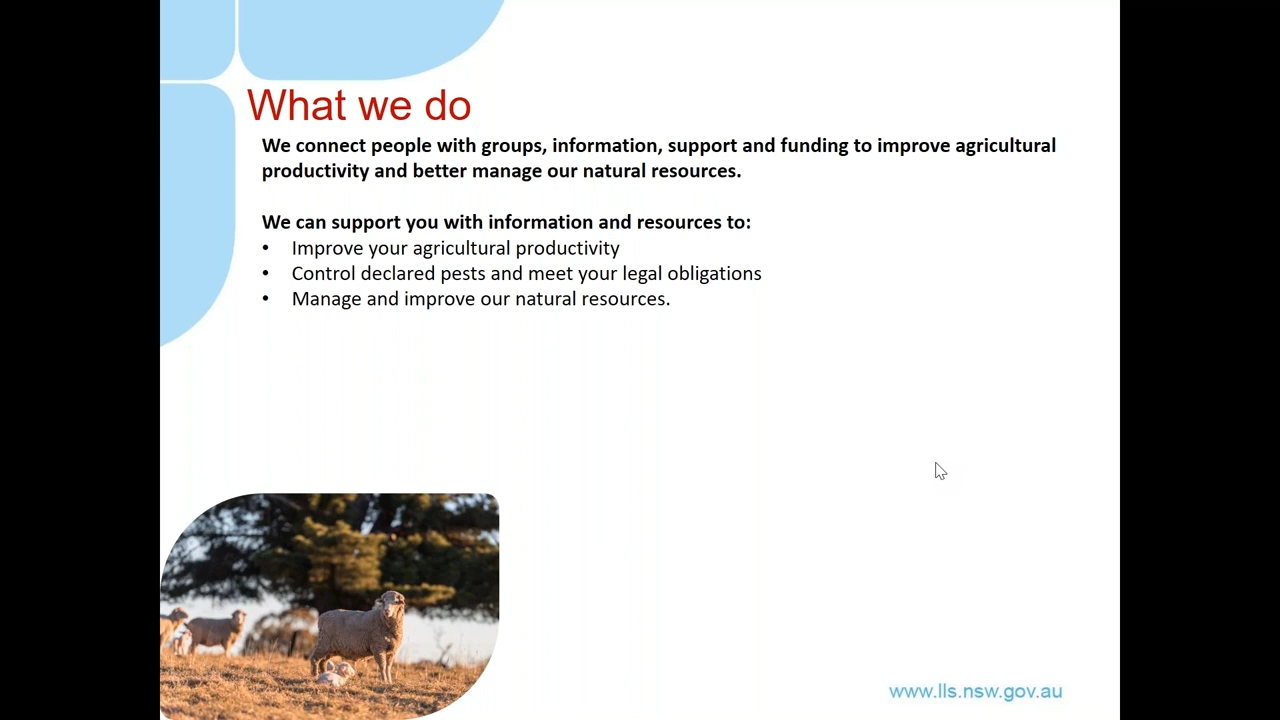 What we do
We connect people with groups, information, support and funding to improve agricultural
productivity and better manage our natural resources.
We can support you with information and resources to:
• Improve your agricultural productivity
• Control declared pests and meet your legal obligations
• Manage and improve our natural resources.
www.lls.nsw.gov.au